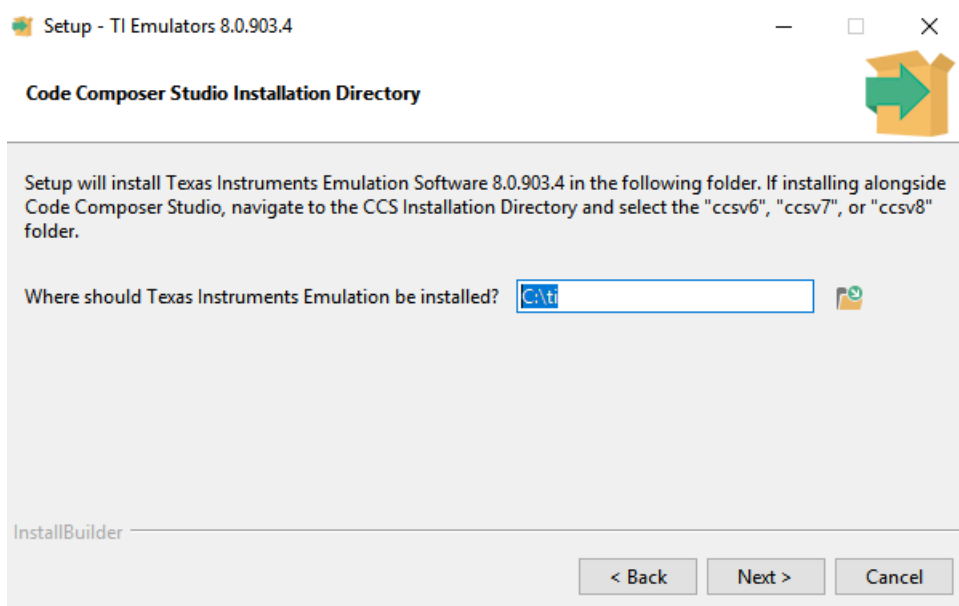 Setup - TI Emulators 8.0.903.4
Code Composer Studio Installation Directory
Setup will install Texas Instruments Emulation Software 8.0.903.4 in the following folder. If installing alongside
Code Composer Studio, navigate to the CCS Installation Directory and select the "ccsv6", "ccsv7", or "ccsv8"
folder.
Where should Texas Instruments Emulation be installed? C:\ti
InstallBuilder
< Back Next > Cancel